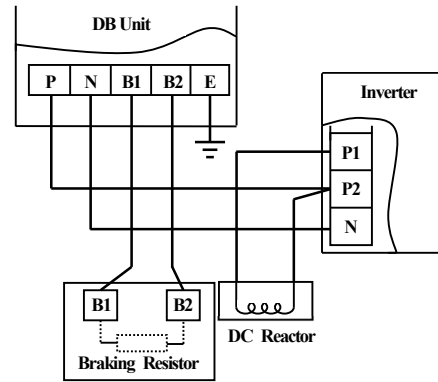 DB Unit
P N B1 B2 E
Inverter
P1
P2
N
B1 B2
Braking Resistor
DC Reactor